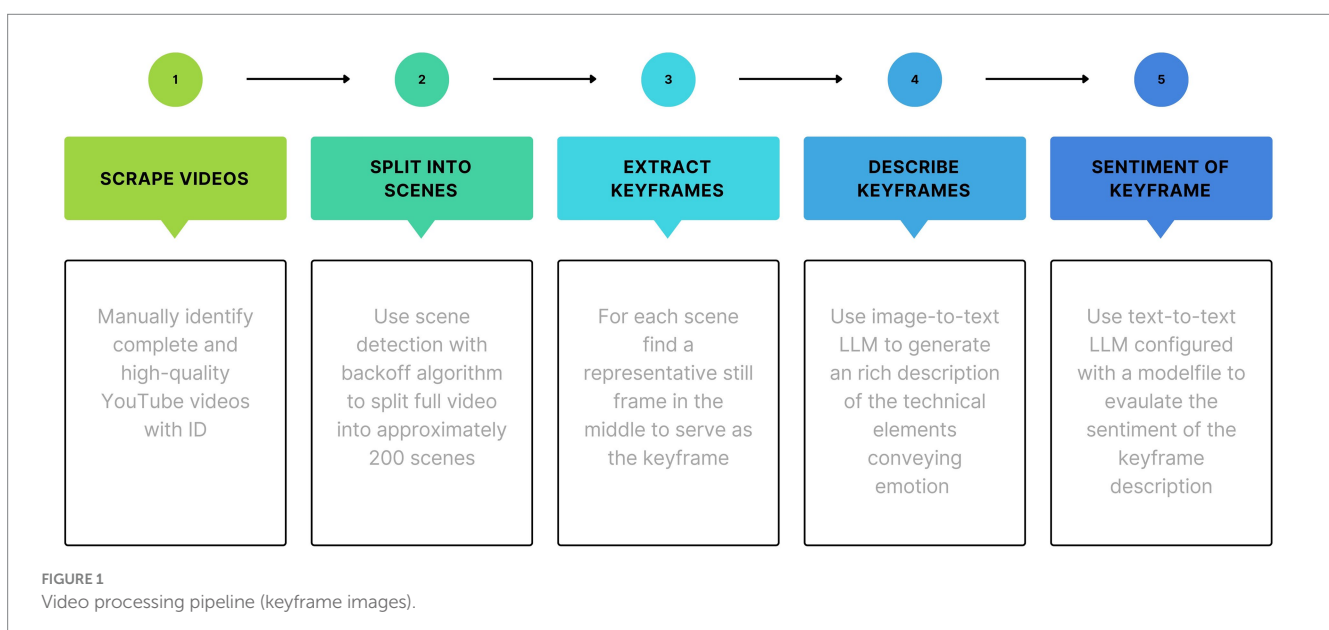 1
2
3
4
5
SCRAPE VIDEOS
SPLIT INTO
SCENES
EXTRACT
KEYFRAMES
DESCRIBE
KEYFRAMES
SENTIMENT OF
KEYFRAME
Manually identify
complete and
high-quality
YouTube videos
with ID
Use scene
detection with
backoff algorithm
to split full video
into approximately
200 scenes
For each scene
find a
representative still
frame in the
middle to serve as
the keyframe
Use image-to-text
LLM to generate
an rich description
of the technical
elements
conveying
emotion
Use text-to-text
LLM configured
with a modelfile to
evaulate the
sentiment of the
keyframe
description
FIGURE 1
Video processing pipeline (keyframe images).